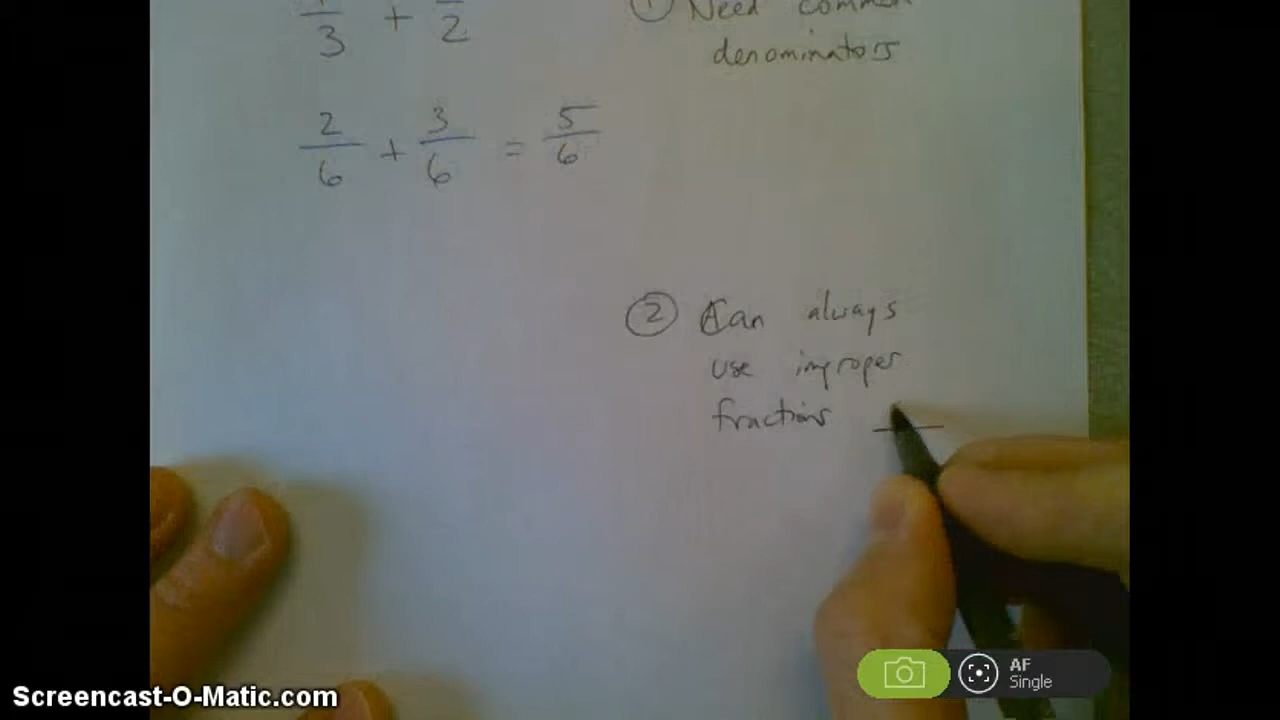 3 + 2
① Need common
denominators
2/6 + 3/6 = 5/6
② Can always
use improper
fractions
AF
Single
Screencast-O-Matic.com